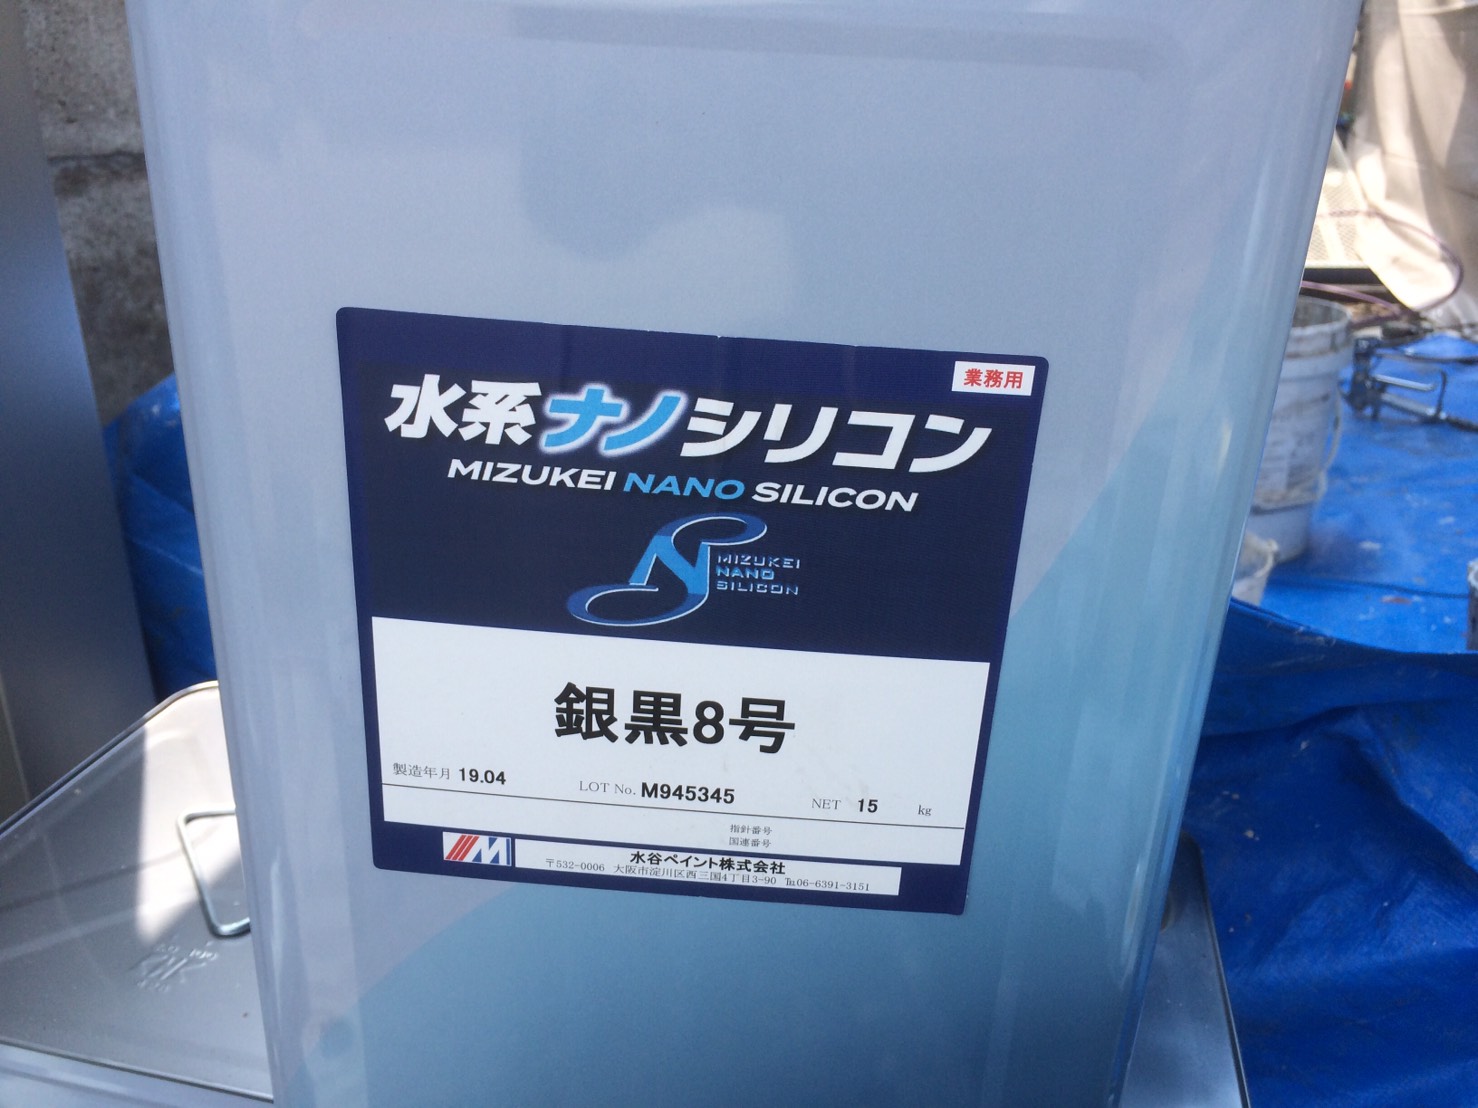 業務用
水系ナノシリコン
MIZUKEI NANO SILICON
MIZUKEI
NANO
SILICON
銀黒8号
製造年月 19.04 LOT No. M945345 NET 15 kg
指針番号
国連番号
水谷ペイント株式会社
〒532-0006 大阪市淀川区西三国4丁目3-90 ℡06-6391-3151